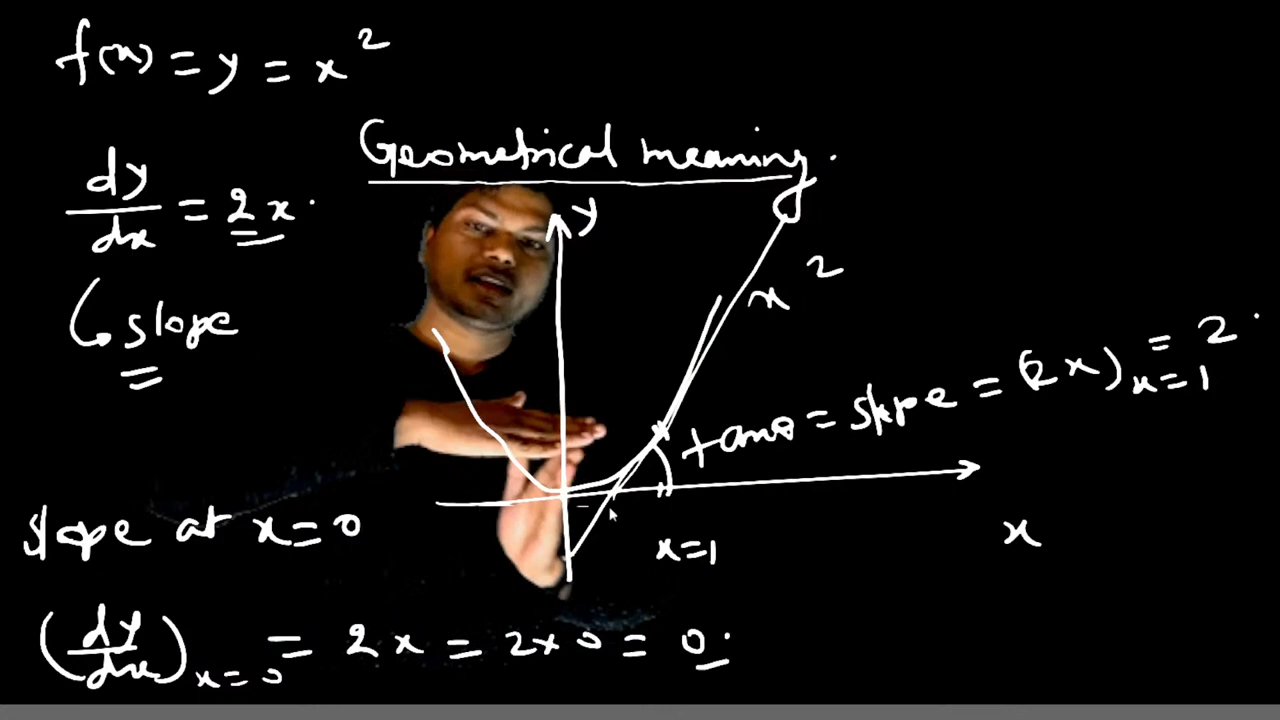 f(x) = y = x²
Geometrical meaning.
dy/dx = 2x.
slope
y
x²
tanθ = slope = (2x)x=1 = 2.
x=1
x
slope at x=0
(dy/dx)x=0 = 2x = 2×0 = 0.